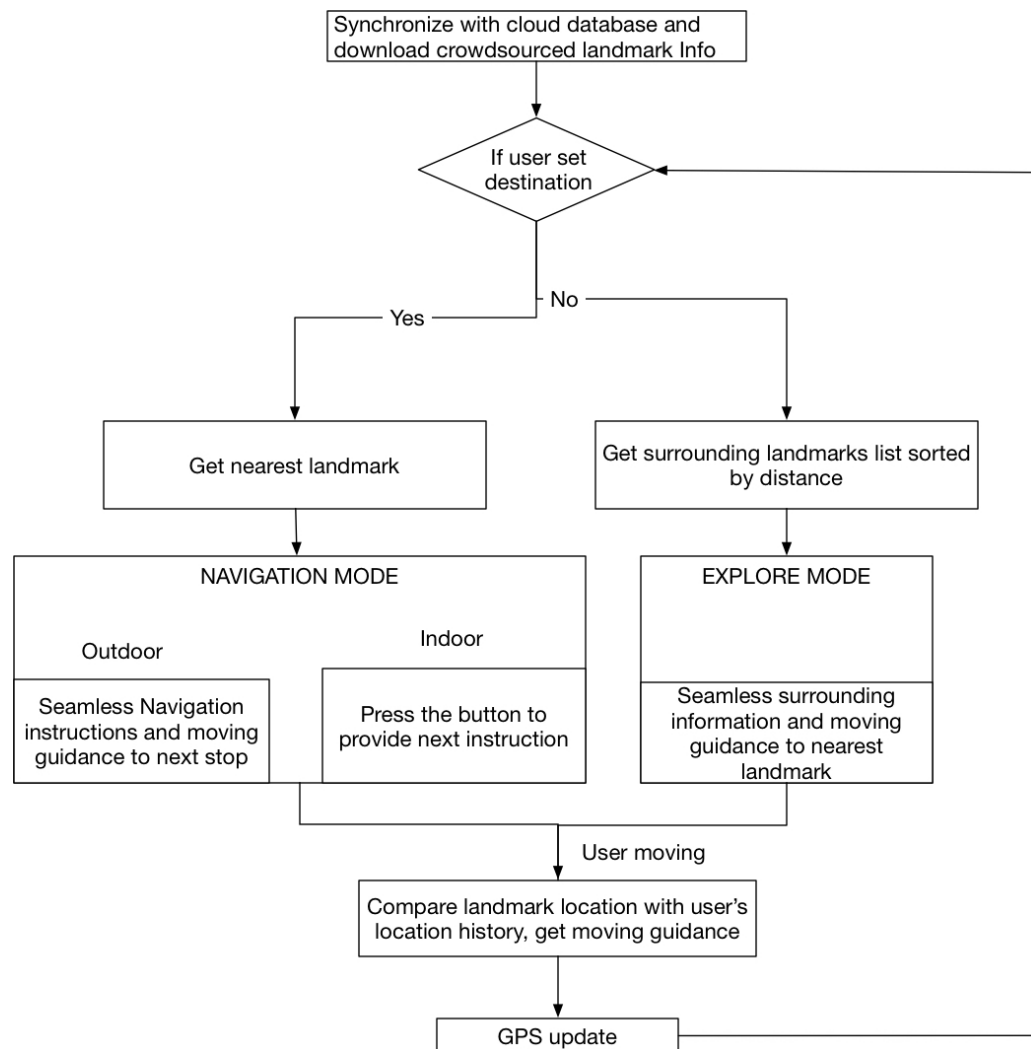 Synchronize with cloud database and
download crowdsourced landmark Info
If user set
destination
No
Yes
Get nearest landmark
Get surrounding landmarks list sorted
by distance
NAVIGATION MODE
Outdoor
Indoor
Seamless Navigation
instructions and moving
guidance to next stop
Press the button to
provide next instruction
EXPLORE MODE
Seamless surrounding
information and moving
guidance to nearest
landmark
User moving
Compare landmark location with user’s
location history, get moving guidance
GPS update